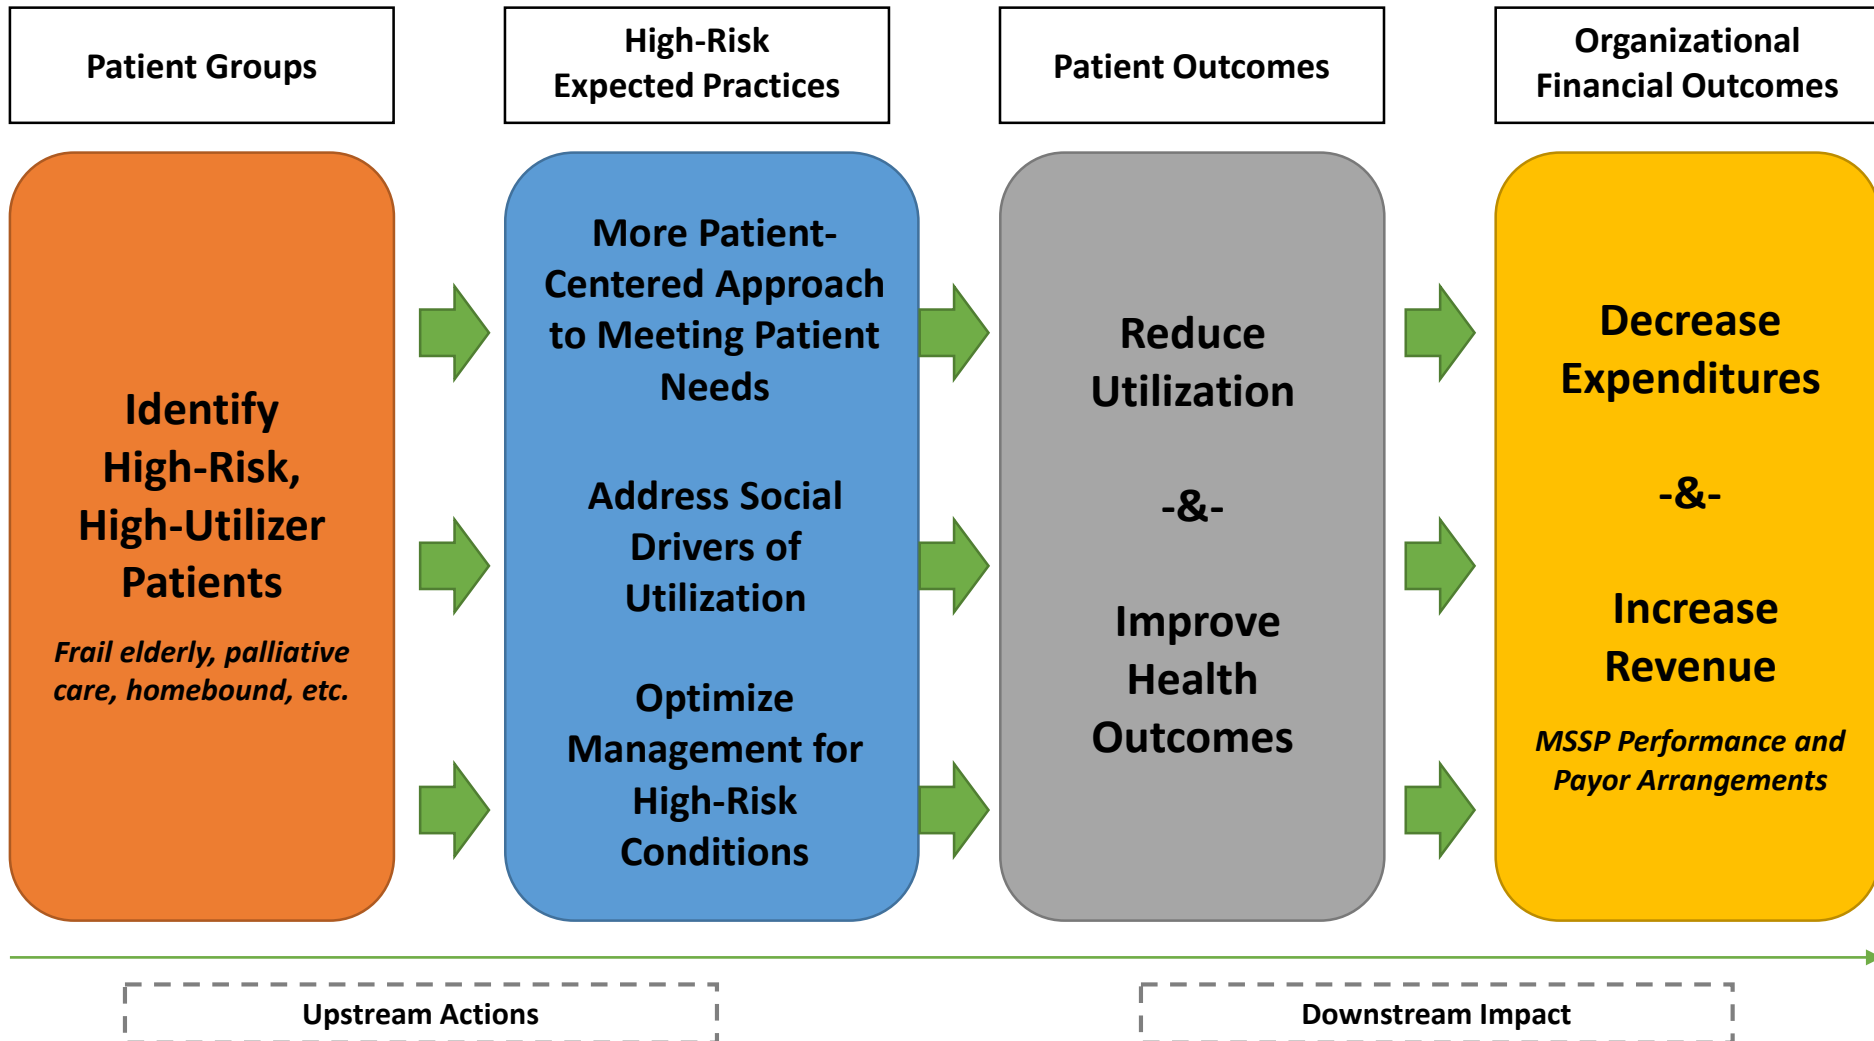 Patient Groups
High-Risk
Expected Practices
Patient Outcomes
Organizational
Financial Outcomes
Identify
High-Risk,
High-Utilizer
Patients
Frail elderly, palliative
care, homebound, etc.
More Patient-
Centered Approach
to Meeting Patient
Needs
Address Social
Drivers of
Utilization
Optimize
Management for
High-Risk
Conditions
Reduce
Utilization
-&-
Improve
Health
Outcomes
Decrease
Expenditures
-&-
Increase
Revenue
MSSP Performance and
Payor Arrangements
Upstream Actions
Downstream Impact